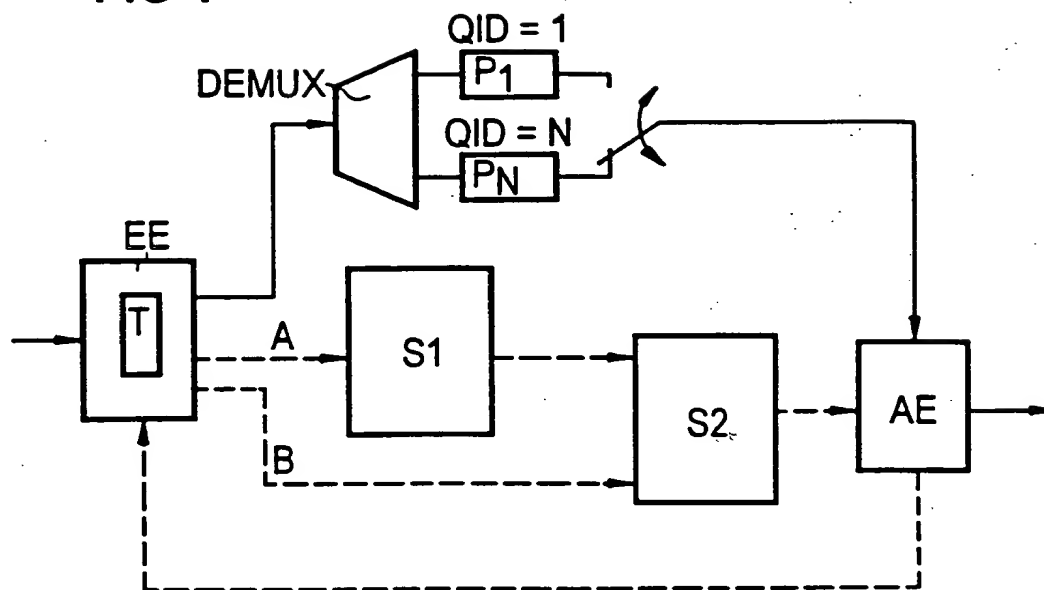 QID = 1
P1
DEMUX
QID = N
PN
EE
T
A
S1
S2
AE
B